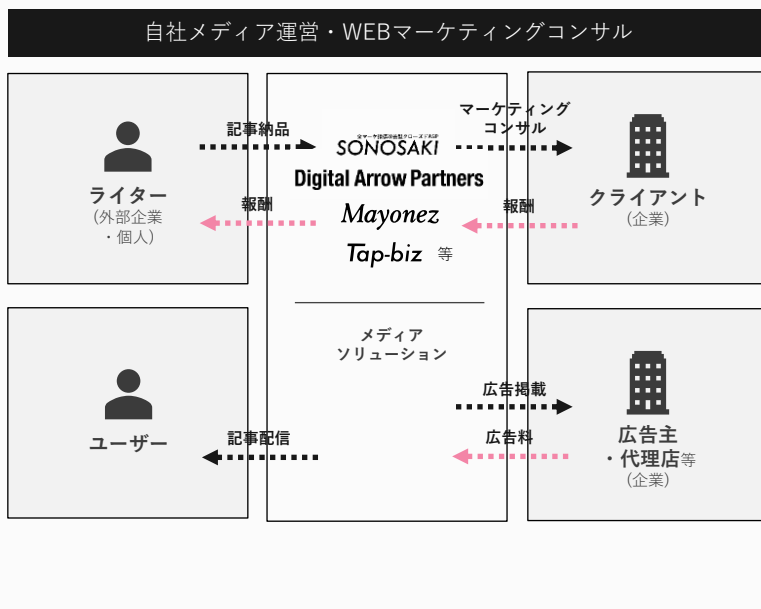 自社メディア運営・WEBマーケティングコンサル
記事納品
ライター
(外部企業
・個人)
報酬
SONOSAKI
Digital Arrow Partners
Mayonez
Tap-biz 等
メディア
ソリューション
マーケティング
コンサル
報酬
クライアント
(企業)
ユーザー
記事配信
広告掲載
広告料
広告主
・代理店等
(企業)